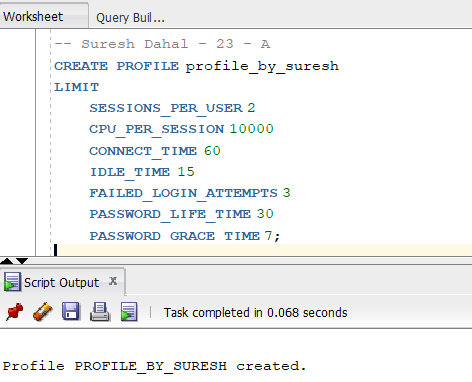 Worksheet Query Buil...
-- Suresh Dahal - 23 - A
CREATE PROFILE profile_by_suresh
LIMIT
SESSIONS_PER_USER 2
CPU_PER_SESSION 10000
CONNECT_TIME 60
IDLE_TIME 15
FAILED_LOGIN_ATTEMPTS 3
PASSWORD_LIFE_TIME 30
PASSWORD_GRACE_TIME 7;
Script Output x
Task completed in 0.068 seconds
Profile PROFILE_BY_SURESH created.